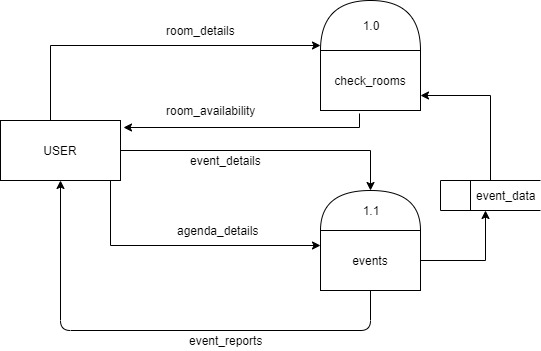 room_details
1.0
check_rooms
room_availability
USER
event_details
event_data
1.1
agenda_details
events
event_reports